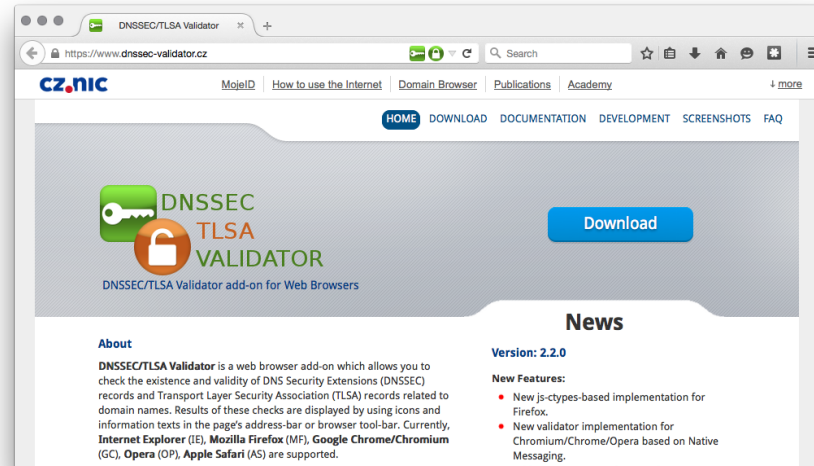 DNSSEC/TLSA Validator
https://www.dnssec-validator.cz
Search
cz.nic
MojeID
How to use the Internet
Domain Browser
Publications
Academy
↓ more
HOME
DOWNLOAD
DOCUMENTATION
DEVELOPMENT
SCREENSHOTS
FAQ
DNSSEC
TLSA
VALIDATOR
DNSSEC/TLSA Validator add-on for Web Browsers
Download
About
DNSSEC/TLSA Validator is a web browser add-on which allows you to
check the existence and validity of DNS Security Extensions (DNSSEC)
records and Transport Layer Security Association (TLSA) records related to
domain names. Results of these checks are displayed by using icons and
information texts in the page's address-bar or browser tool-bar. Currently,
Internet Explorer (IE), Mozilla Firefox (MF), Google Chrome/Chromium
(GC), Opera (OP), Apple Safari (AS) are supported.
News
Version: 2.2.0
New Features:
• New js-ctypes-based implementation for
Firefox.
• New validator implementation for
Chromium/Chrome/Opera based on Native
Messaging.